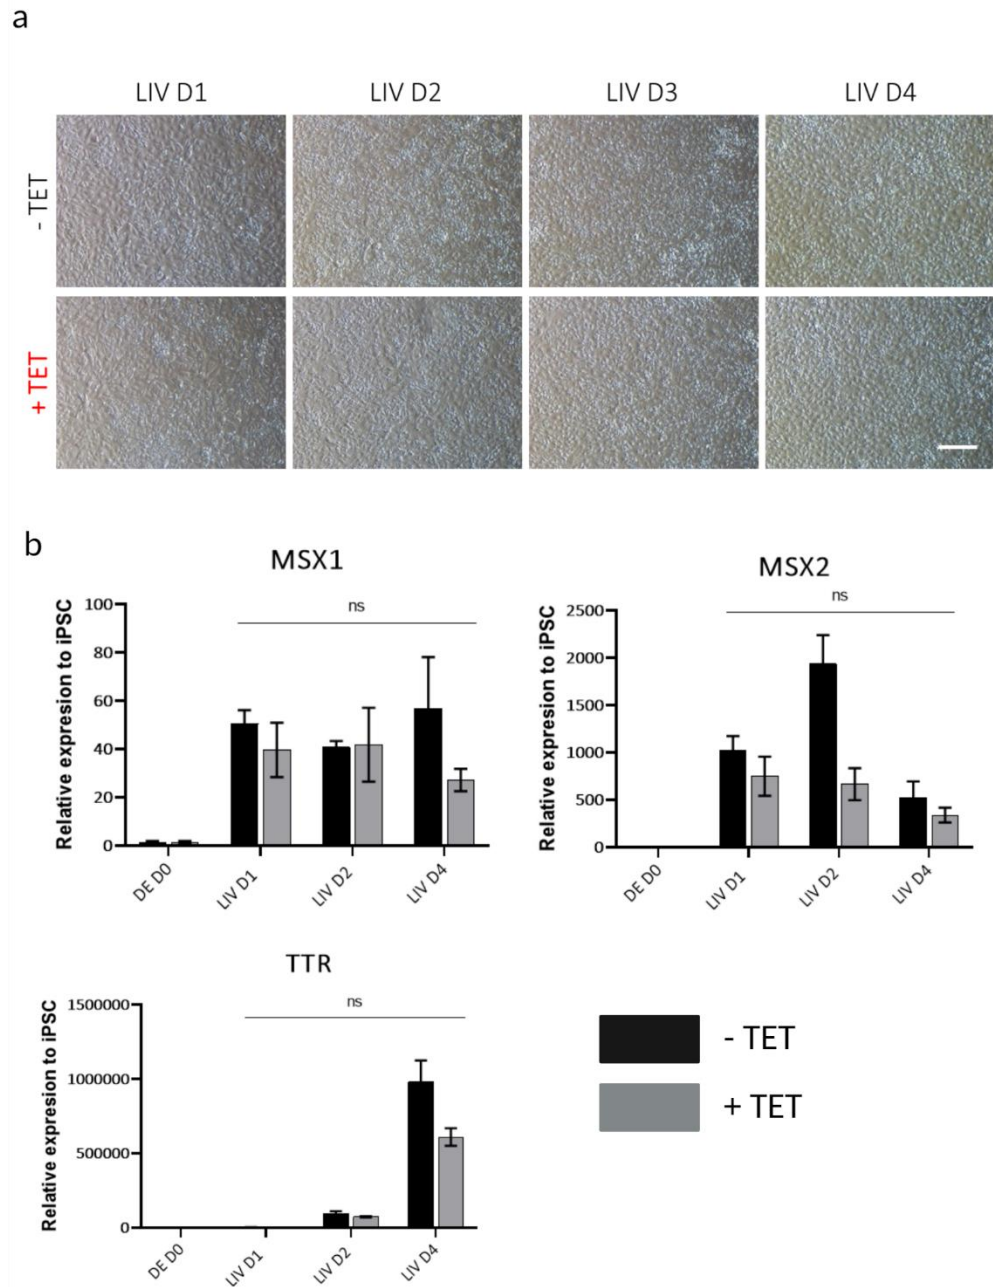 a
LIV D1 LIV D2 LIV D3 LIV D4
- TET
+ TET
b
MSX1
Relative expresion to iPSC
100
80
60
40
20
0
ns
DE D0 LIV D1 LIV D2 LIV D4
MSX2
Relative expresion to iPSC
2500
2000
1500
1000
500
0
ns
DE D0 LIV D1 LIV D2 LIV D4
TTR
Relative expresion to iPSC
1500000
1000000
500000
0
ns
DE D0 LIV D1 LIV D2 LIV D4
- TET
+ TET